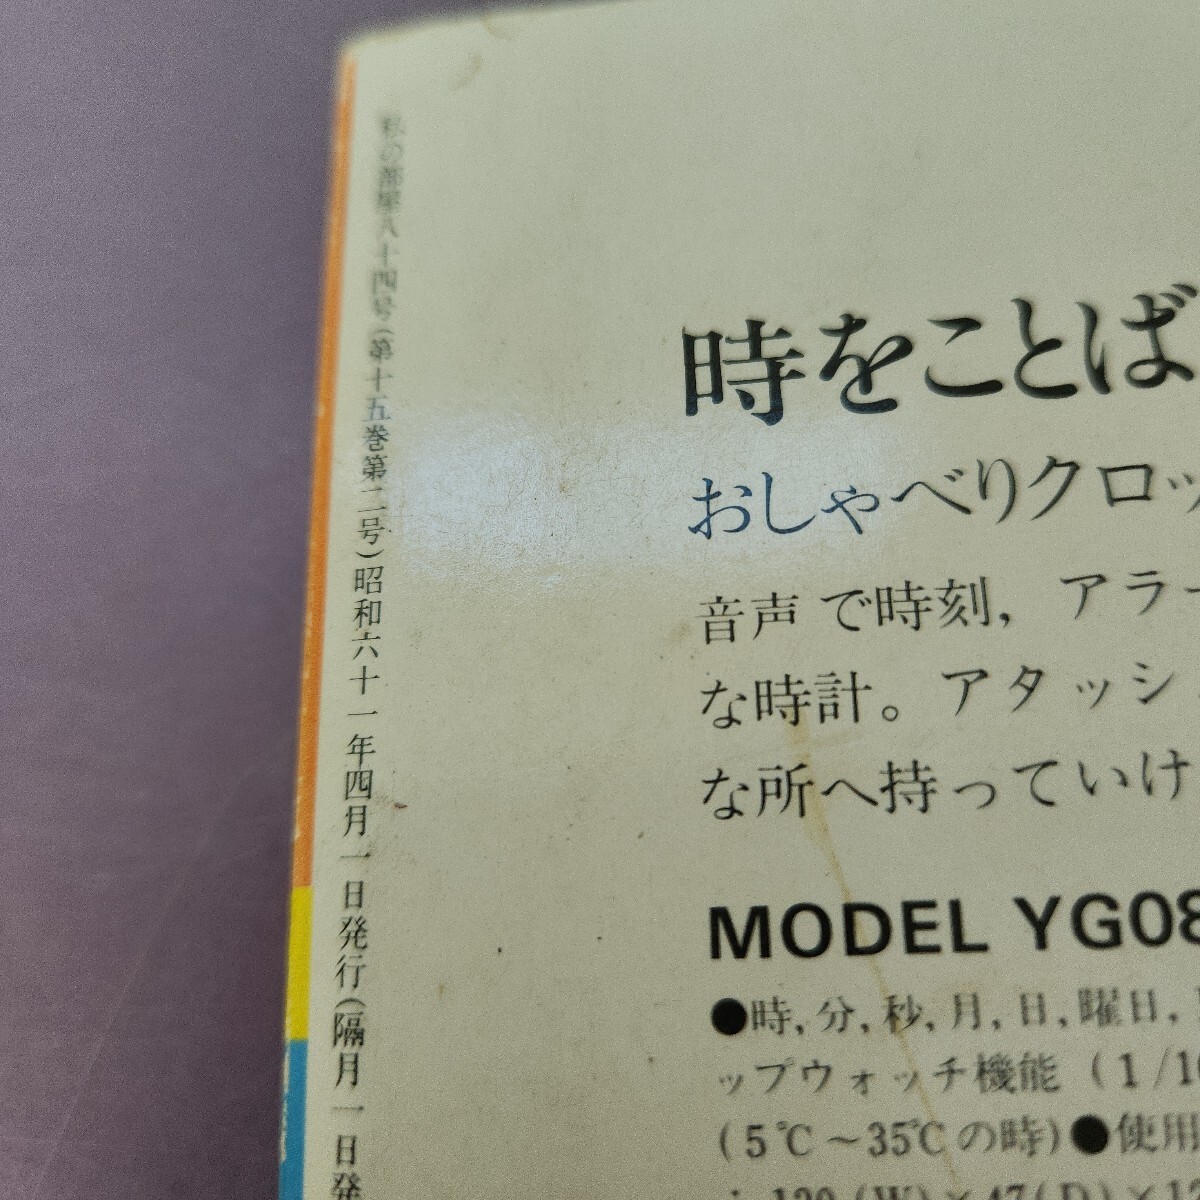 私の部屋八十四号(第十五巻第二号)昭和六十一年四月一日発行(隔月一日発
時をことば
おしゃべりクロッ
音声で時刻，アラー
な時計。アタッシ
な所へ持っていけ
MODEL YG08
●時，分，秒，月，日，曜日，
ップウォッチ機能(1/10
(5℃～35℃の時)●使用
120(W)×47(D)×12